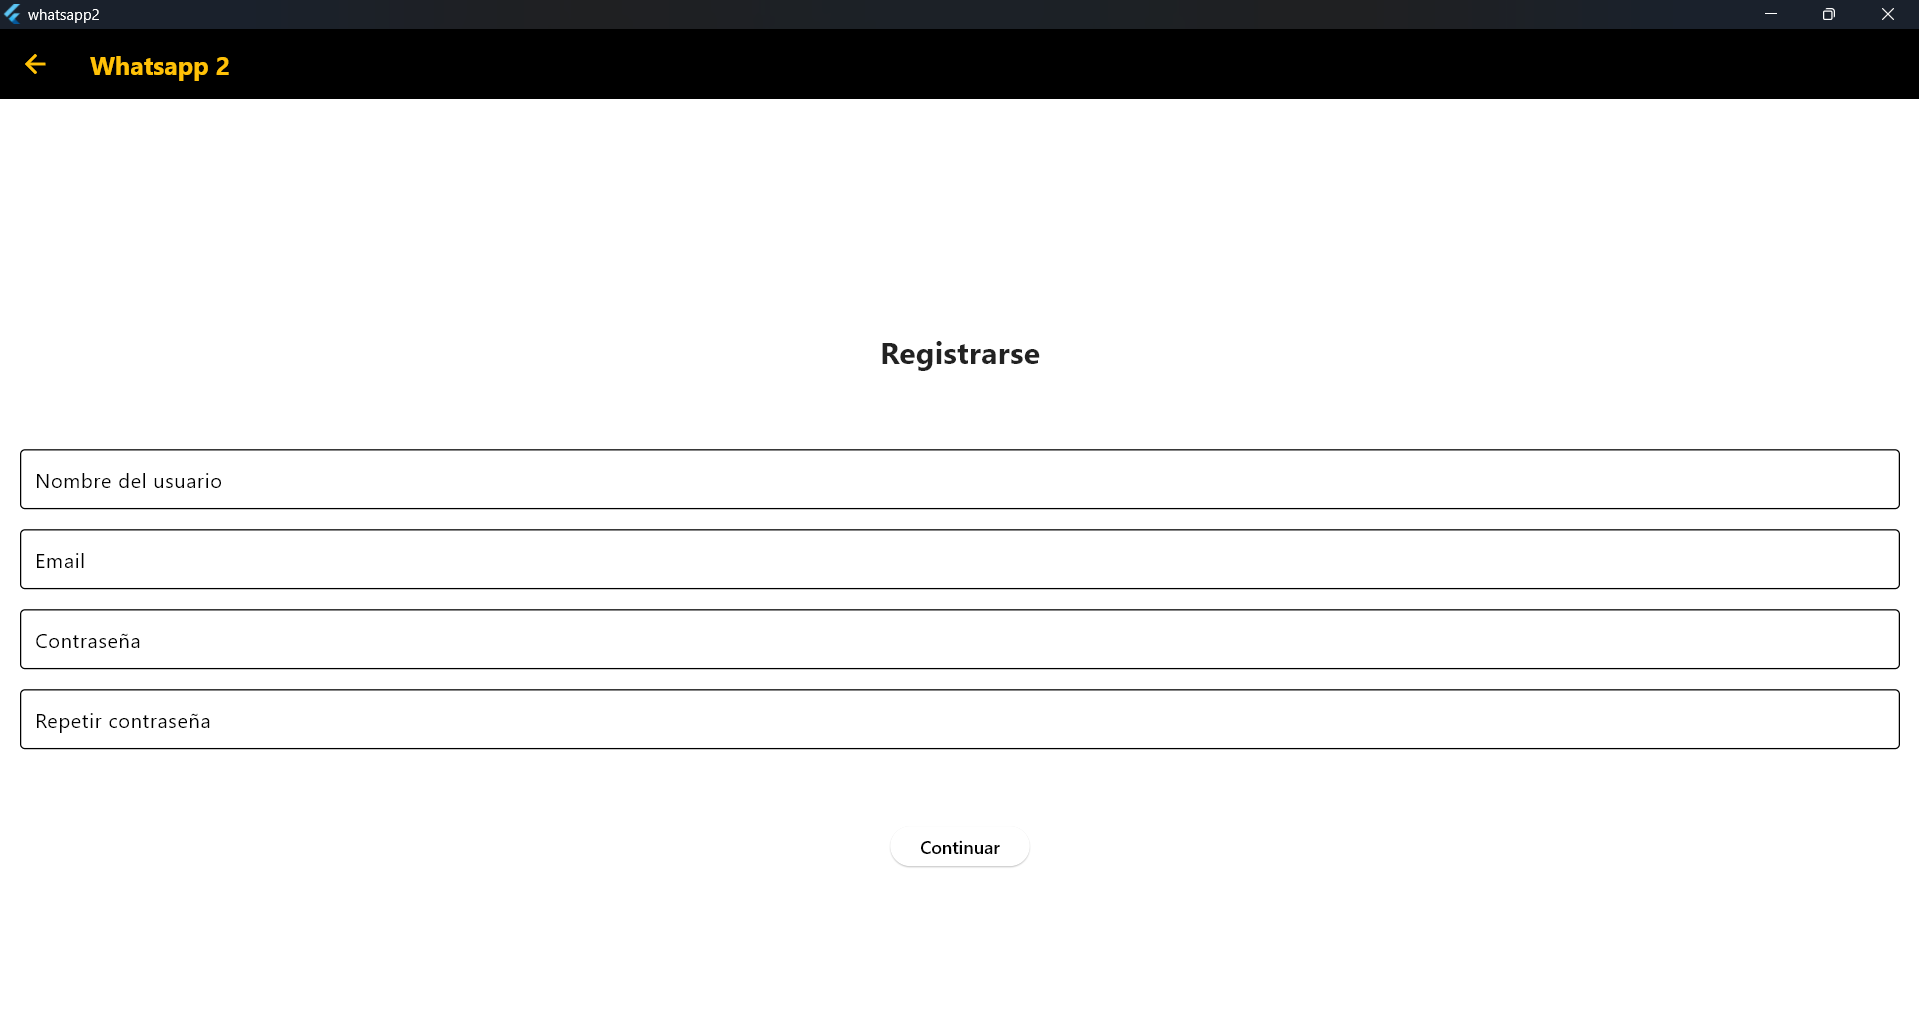 whatsapp2
Whatsapp 2
Registrarse
Nombre del usuario
Email
Contraseña
Repetir contraseña
Continuar